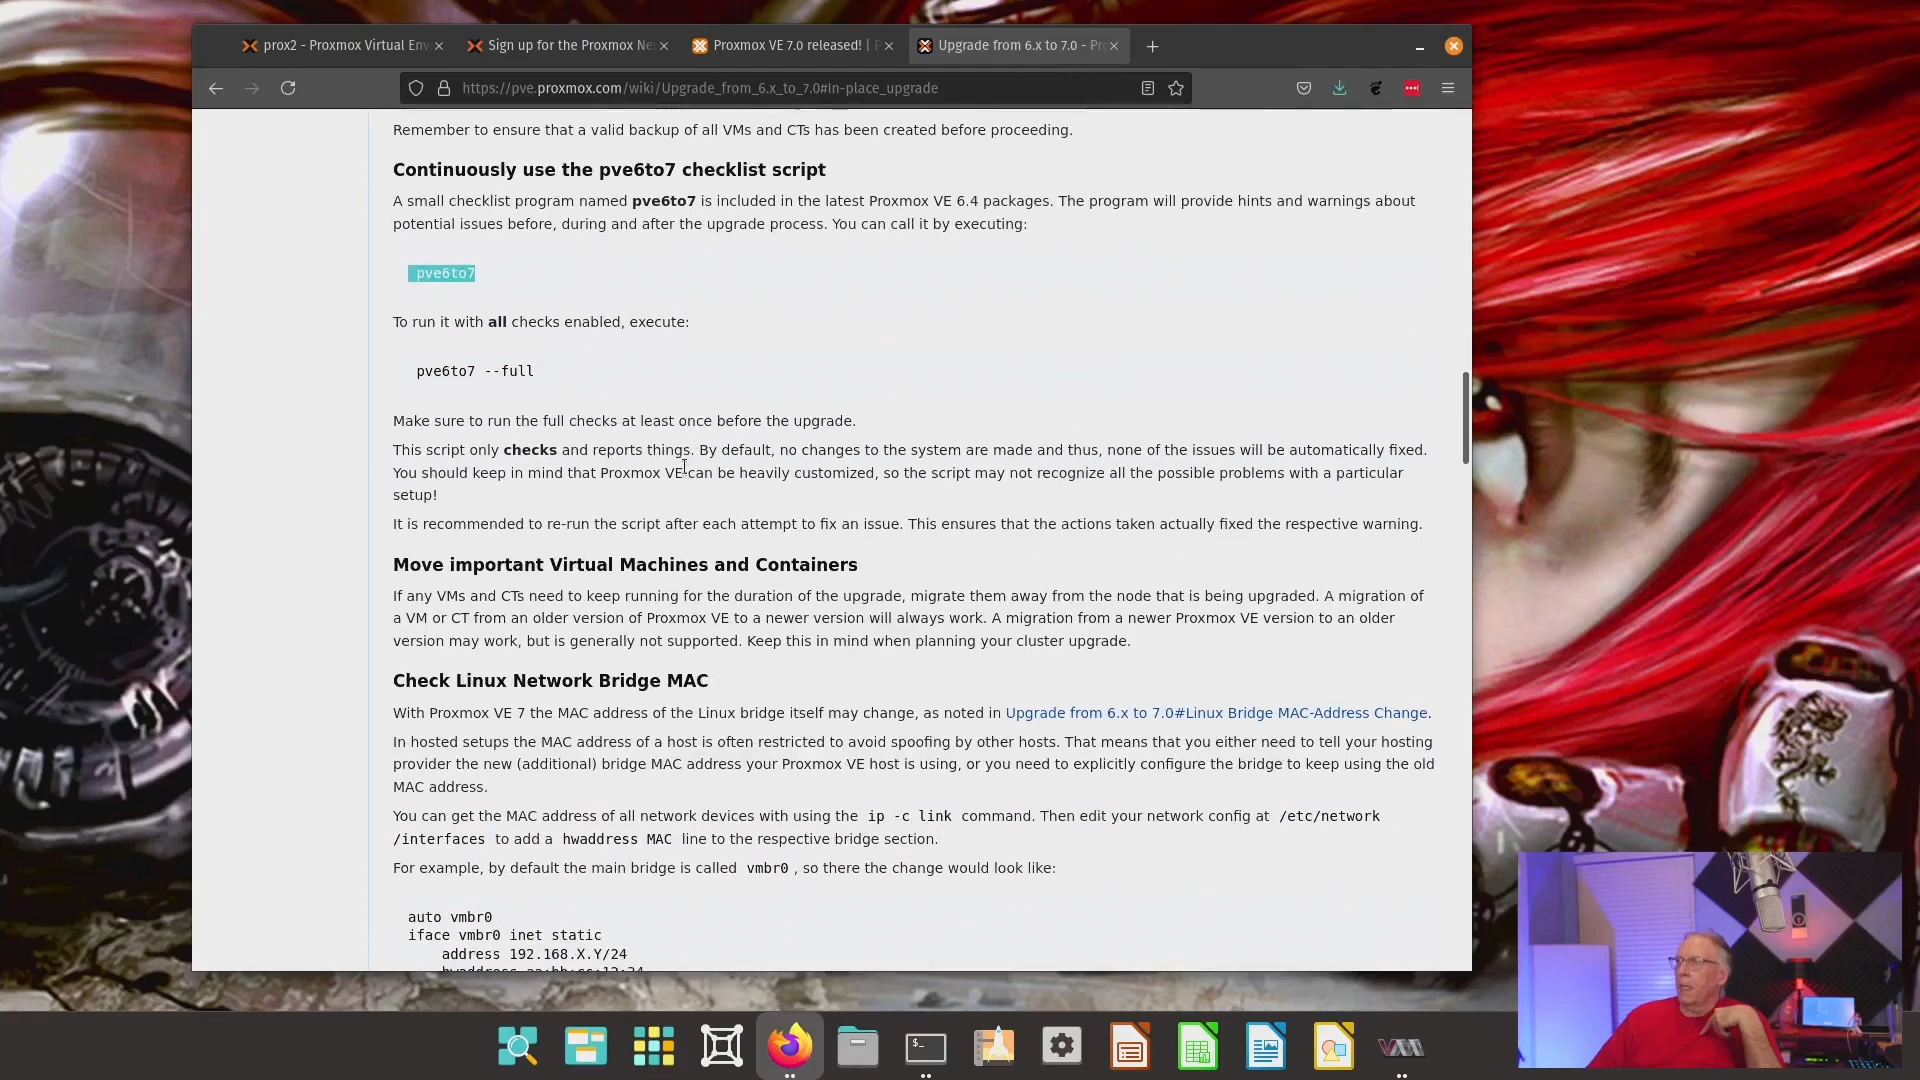 prox2 - Proxmox Virtual Env
Sign up for the Proxmox Ne
Proxmox VE 7.0 released! | P
Upgrade from 6.x to 7.0 - Pr
https://pve.proxmox.com/wiki/Upgrade_from_6.x_to_7.0#In-place_upgrade
Remember to ensure that a valid backup of all VMs and CTs has been created before proceeding.
Continuously use the pve6to7 checklist script
A small checklist program named pve6to7 is included in the latest Proxmox VE 6.4 packages. The program will provide hints and warnings about
potential issues before, during and after the upgrade process. You can call it by executing:
pve6to7
To run it with all checks enabled, execute:
pve6to7 --full
Make sure to run the full checks at least once before the upgrade.
This script only checks and reports things. By default, no changes to the system are made and thus, none of the issues will be automatically fixed.
You should keep in mind that Proxmox VE can be heavily customized, so the script may not recognize all the possible problems with a particular
setup!
It is recommended to re-run the script after each attempt to fix an issue. This ensures that the actions taken actually fixed the respective warning.
Move important Virtual Machines and Containers
If any VMs and CTs need to keep running for the duration of the upgrade, migrate them away from the node that is being upgraded. A migration of
a VM or CT from an older version of Proxmox VE to a newer version will always work. A migration from a newer Proxmox VE version to an older
version may work, but is generally not supported. Keep this in mind when planning your cluster upgrade.
Check Linux Network Bridge MAC
With Proxmox VE 7 the MAC address of the Linux bridge itself may change, as noted in Upgrade from 6.x to 7.0#Linux Bridge MAC-Address Change.
In hosted setups the MAC address of a host is often restricted to avoid spoofing by other hosts. That means that you either need to tell your hosting
provider the new (additional) bridge MAC address your Proxmox VE host is using, or you need to explicitly configure the bridge to keep using the old
MAC address.
You can get the MAC address of all network devices with using the ip -c link command. Then edit your network config at /etc/network
/interfaces to add a hwaddress MAC line to the respective bridge section.
For example, by default the main bridge is called vmbr0 , so there the change would look like:
auto vmbr0
iface vmbr0 inet static
address 192.168.X.Y/24
hwaddress aa:bb:cc:12:34
$_